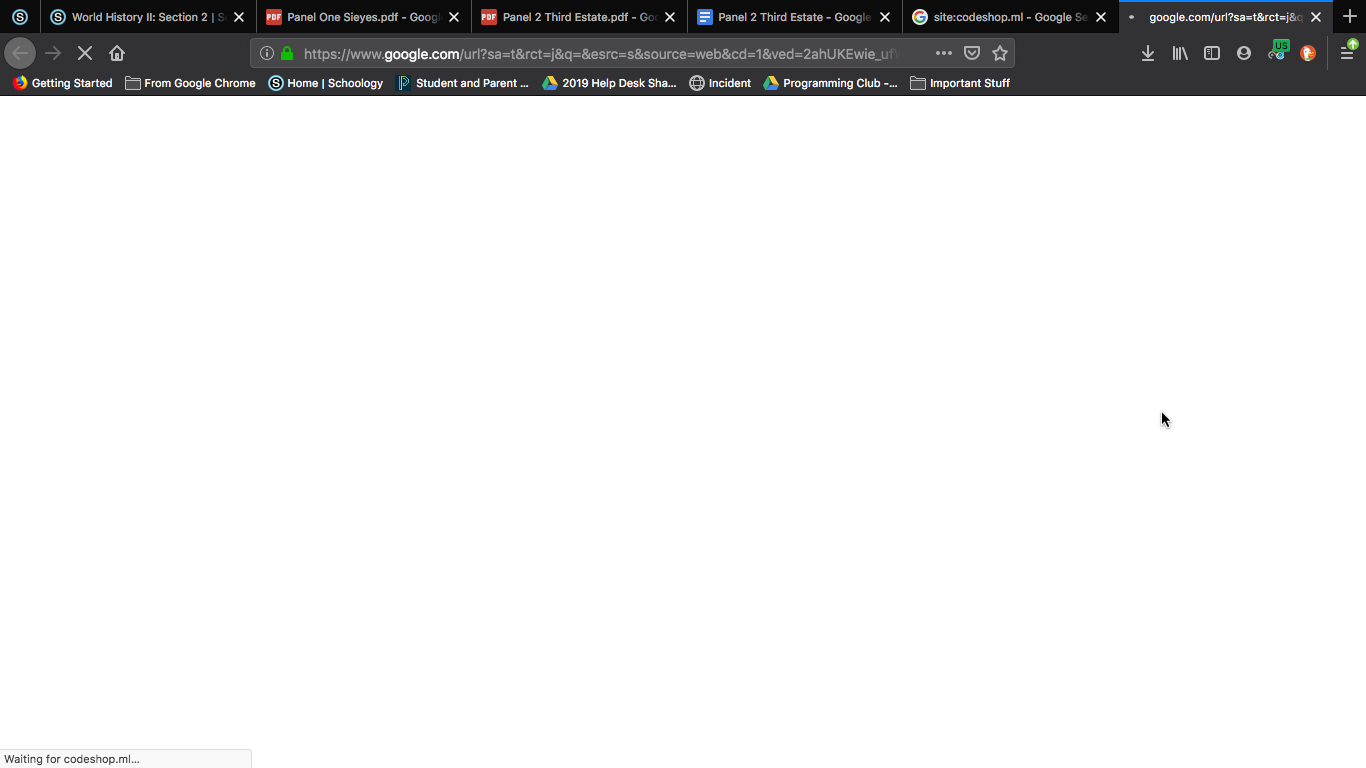 S
S World History II: Section 2 | S
PDF Panel One Sieyes.pdf - Googl
PDF Panel 2 Third Estate.pdf - Goo
Panel 2 Third Estate - Google
G site:codeshop.ml - Google Se
google.com/url?sa=t&rct=j&q
https://www.google.com/url?sa=t&rct=j&q=&esrc=s&source=web&cd=1&ved=2ahUKEwie_uf
US
Getting Started
From Google Chrome
S Home | Schoology
P Student and Parent ...
2019 Help Desk Sha...
Incident
Programming Club -...
Important Stuff
Waiting for codeshop.ml...